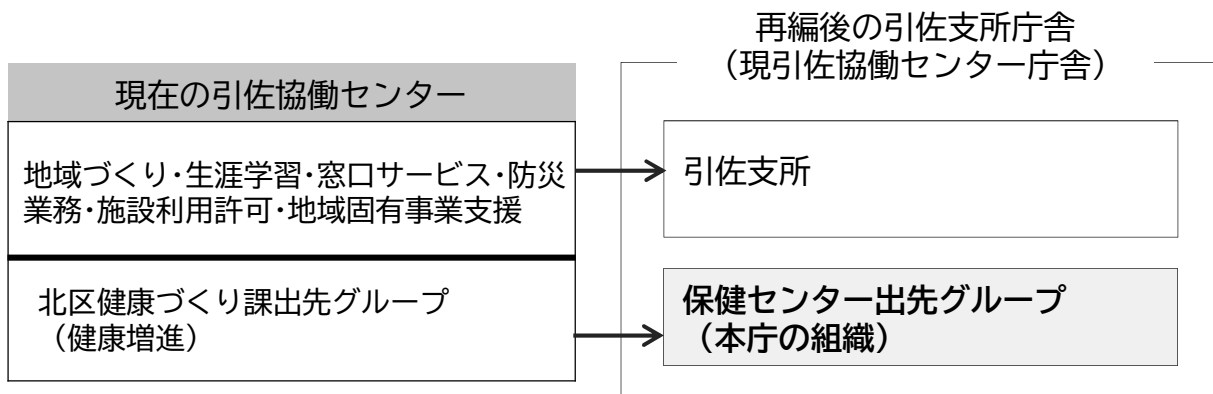 再編後の引佐支所庁舎
（現引佐協働センター庁舎）
現在の引佐協働センター
地域づくり・生涯学習・窓口サービス・防災
業務・施設利用許可・地域固有事業支援
引佐支所
北区健康づくり課出先グループ
（健康増進）
保健センター出先グループ
（本庁の組織）